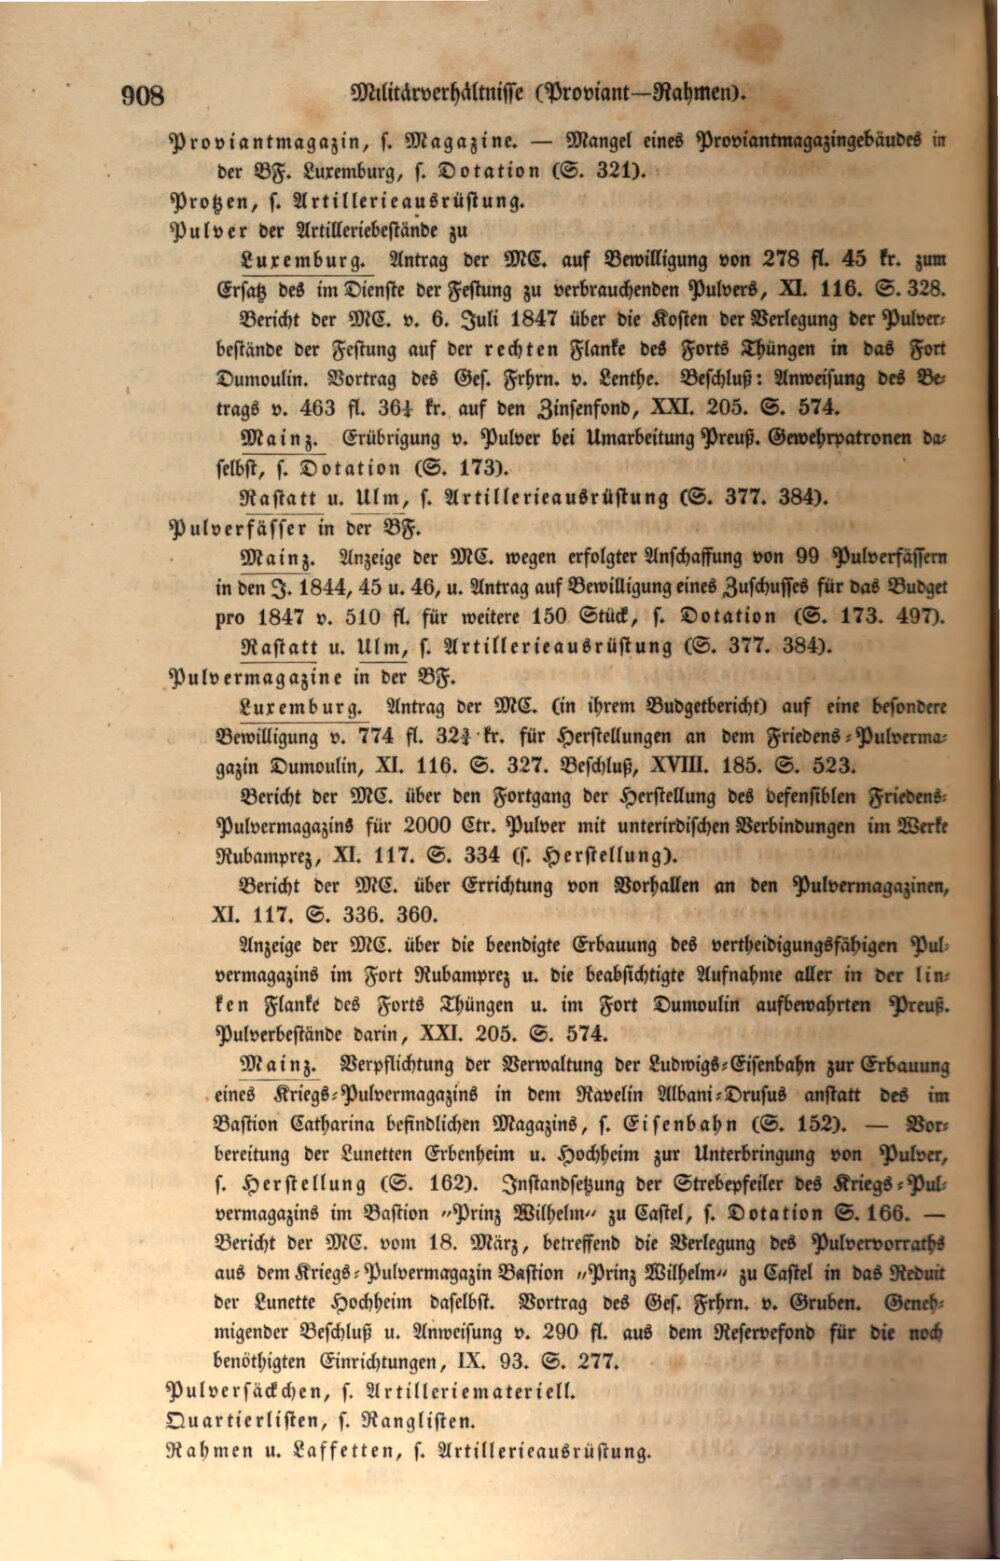 908 Militärverhältnisse (Proviant—Rahmen).
Proviantmagazin, s. Magazine. — Mangel eines Proviantmagazingebäudes in
der BF. Luxemburg, s. Dotation (S. 321).
Protzen, s. Artillerieausrüstung.
Pulver der Artilleriebestände zu
Luxemburg. Antrag der MC. auf Bewilligung von 278 fl. 45 kr. zum
Ersatz des im Dienste der Festung zu verbrauchenden Pulvers, XI. 116. S. 328.
Bericht der MC. v. 6. Juli 1847 über die Kosten der Verlegung der Pulver-
bestände der Festung auf der rechten Flanke des Forts Thüngen in das Fort
Dumoulin. Vortrag des Ges. Frhrn. v. Lenthe. Beschluß: Anweisung des Be-
trags v. 463 fl. 36¼ kr. auf den Zinsenfond, XXI. 205. S. 574.
Mainz. Erübrigung v. Pulver bei Umarbeitung Preuß. Gewehrpatronen da-
selbst, s. Dotation (S. 173).
Rastatt u. Ulm, s. Artillerieausrüstung (S. 377. 384).
Pulverfässer in der BF.
Mainz. Anzeige der MC. wegen erfolgter Anschaffung von 99 Pulverfässern
in den J. 1844, 45 u. 46, u. Antrag auf Bewilligung eines Zuschusses für das Budget
pro 1847 v. 510 fl. für weitere 150 Stück, s. Dotation (S. 173. 497).
Rastatt u. Ulm, s. Artillerieausrüstung (S. 377. 384).
Pulvermagazine in der BF.
Luxemburg. Antrag der MC. (in ihrem Budgetbericht) auf eine besondere
Bewilligung v. 774 fl. 32¾ kr. für Herstellungen an dem Friedens-Pulverma-
gazin Dumoulin, XI. 116. S. 327. Beschluß, XVIII. 185. S. 523.
Bericht der MC. über den Fortgang der Herstellung des defensiblen Friedens-
Pulvermagazins für 2000 Ctr. Pulver mit unterirdischen Verbindungen im Werke
Rubamprez, XI. 117. S. 334 (s. Herstellung).
Bericht der MC. über Errichtung von Vorhallen an den Pulvermagazinen,
XI. 117. S. 336. 360.
Anzeige der MC. über die beendigte Erbauung des vertheidigungsfähigen Pul-
vermagazins im Fort Rubamprez u. die beabsichtigte Aufnahme aller in der lin-
ken Flanke des Forts Thüngen u. im Fort Dumoulin aufbewahrten Preuß.
Pulverbestände darin, XXI. 205. S. 574.
Mainz. Verpflichtung der Verwaltung der Ludwigs-Eisenbahn zur Erbauung
eines Kriegs-Pulvermagazins in dem Ravelin Albani-Drusus anstatt des im
Bastion Catharina befindlichen Magazins, s. Eisenbahn (S. 152). — Vor-
bereitung der Lunetten Erbenheim u. Hochheim zur Unterbringung von Pulver,
s. Herstellung (S. 162). Instandsetzung der Strebepfeiler des Kriegs-Pul-
vermagazins im Bastion „Prinz Wilhelm“ zu Castel, s. Dotation S. 166. —
Bericht der MC. vom 18. März, betreffend die Verlegung des Pulvervorraths
aus dem Kriegs-Pulvermagazin Bastion „Prinz Wilhelm“ zu Castel in das Reduit
der Lunette Hochheim daselbst. Vortrag des Ges. Frhrn. v. Gruben. Geneh-
migender Beschluß u. Anweisung v. 290 fl. aus dem Reservefond für die noch
benöthigten Einrichtungen, IX. 93. S. 277.
Pulversäckchen, s. Artilleriemateriell.
Quartierlisten, s. Ranglisten.
Rahmen u. Laffetten, s. Artillerieausrüstung.